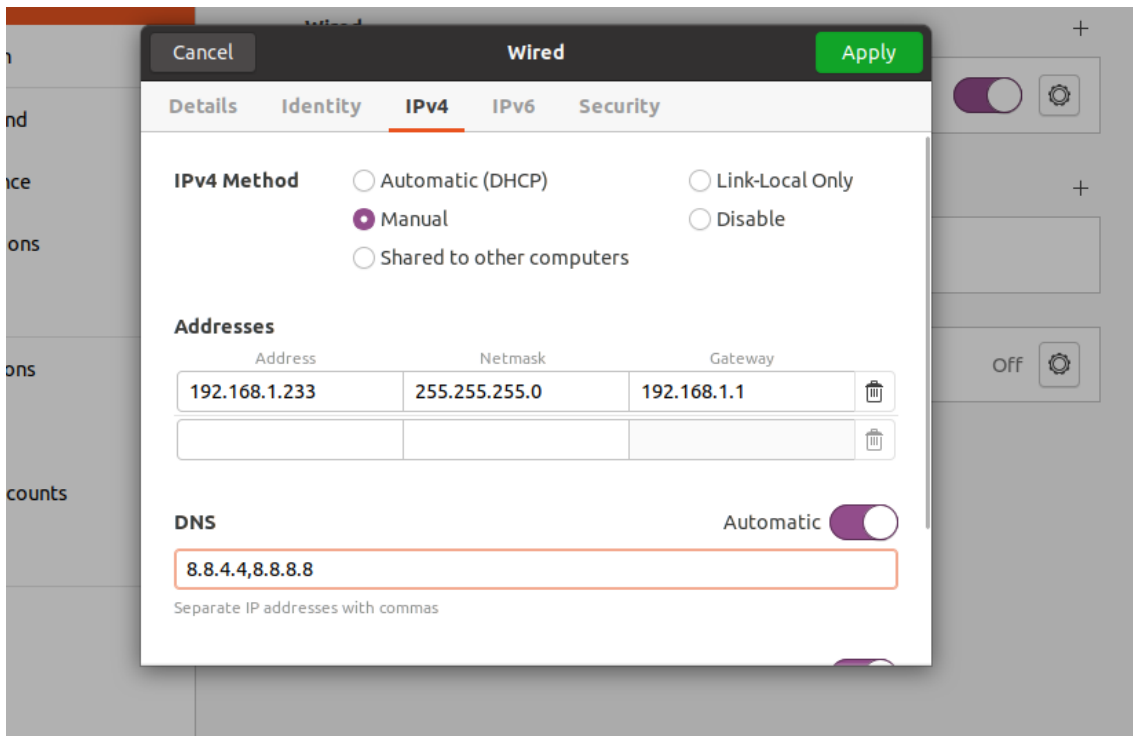 Wired
+
Cancel
Wired
Apply
n
Details Identity IPv4 IPv6 Security
nd
IPv4 Method
Automatic (DHCP)
Link-Local Only
nce
+
Manual
Disable
ons
Shared to other computers
Addresses
Address Netmask Gateway
ons
Off
192.168.1.233 255.255.255.0 192.168.1.1
counts
DNS
Automatic
8.8.4.4,8.8.8.8
Separate IP addresses with commas